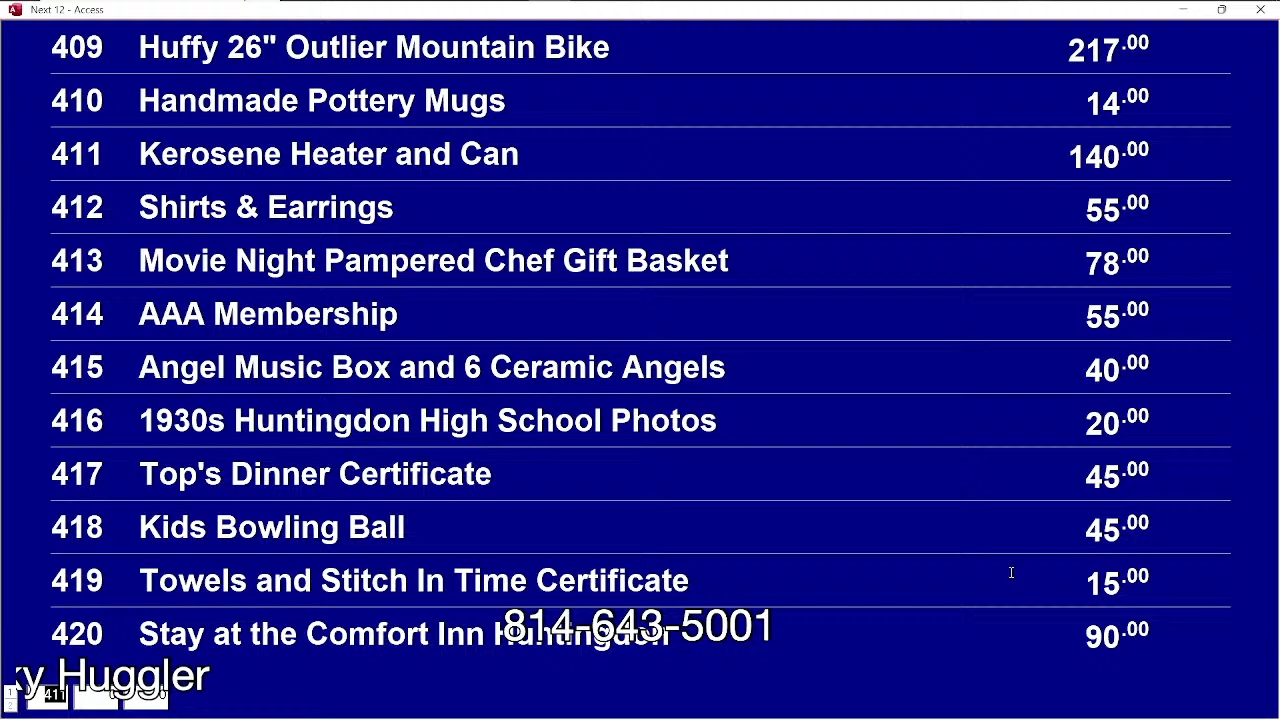 Next 12 - Access
409 Huffy 26" Outlier Mountain Bike 217.00
410 Handmade Pottery Mugs 14.00
411 Kerosene Heater and Can 140.00
412 Shirts & Earrings 55.00
413 Movie Night Pampered Chef Gift Basket 78.00
414 AAA Membership 55.00
415 Angel Music Box and 6 Ceramic Angels 40.00
416 1930s Huntingdon High School Photos 20.00
417 Top's Dinner Certificate 45.00
418 Kids Bowling Ball 45.00
419 Towels and Stitch In Time Certificate 15.00
420 Stay at the Comfort Inn Huntingdon 90.00
814-643-5001
ky Huggler
411